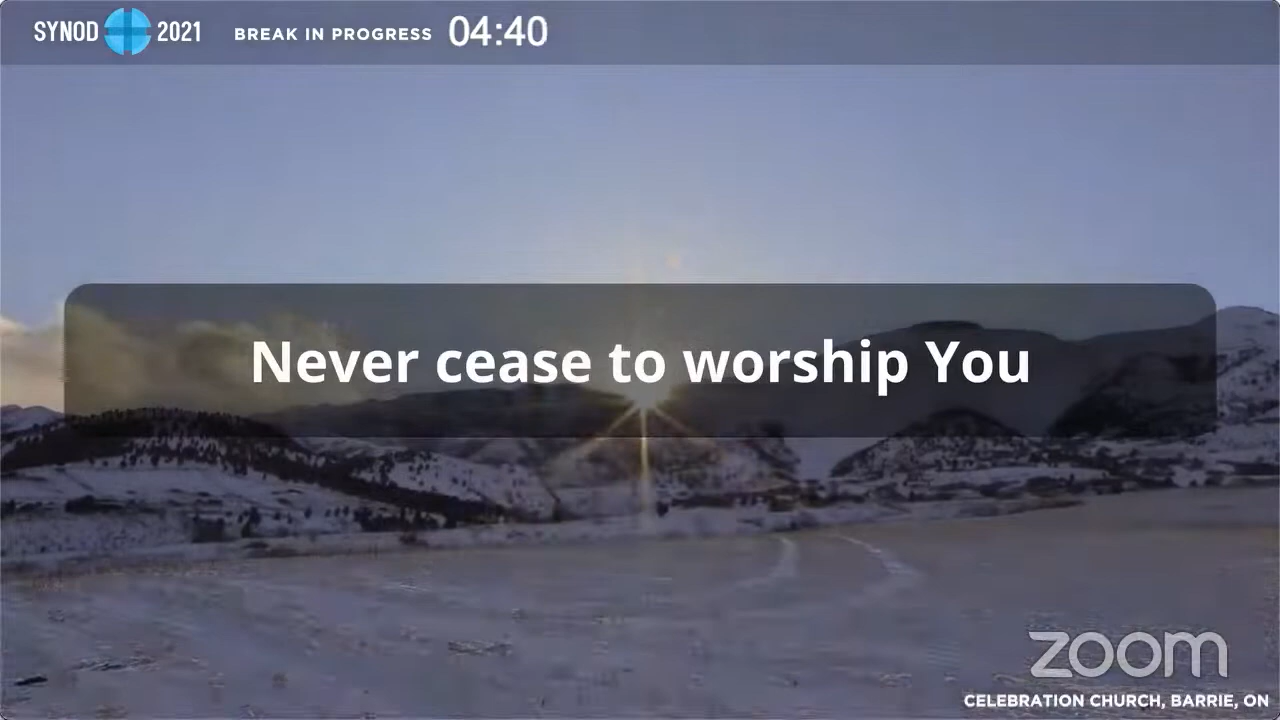 SYNOD 2021 BREAK IN PROGRESS 04:40
Never cease to worship You
zoom
CELEBRATION CHURCH, BARRIE, ON